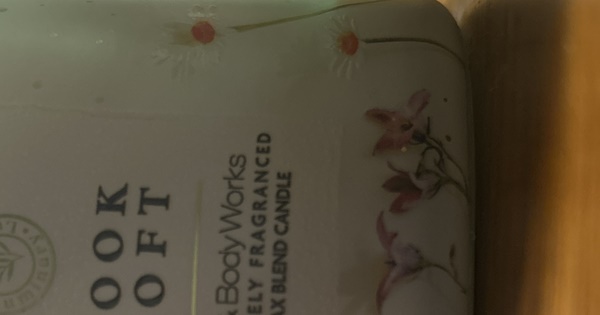 OOK
OFT
BodyWorks
ELY FRAGRANCED
AX BLEND CANDLE